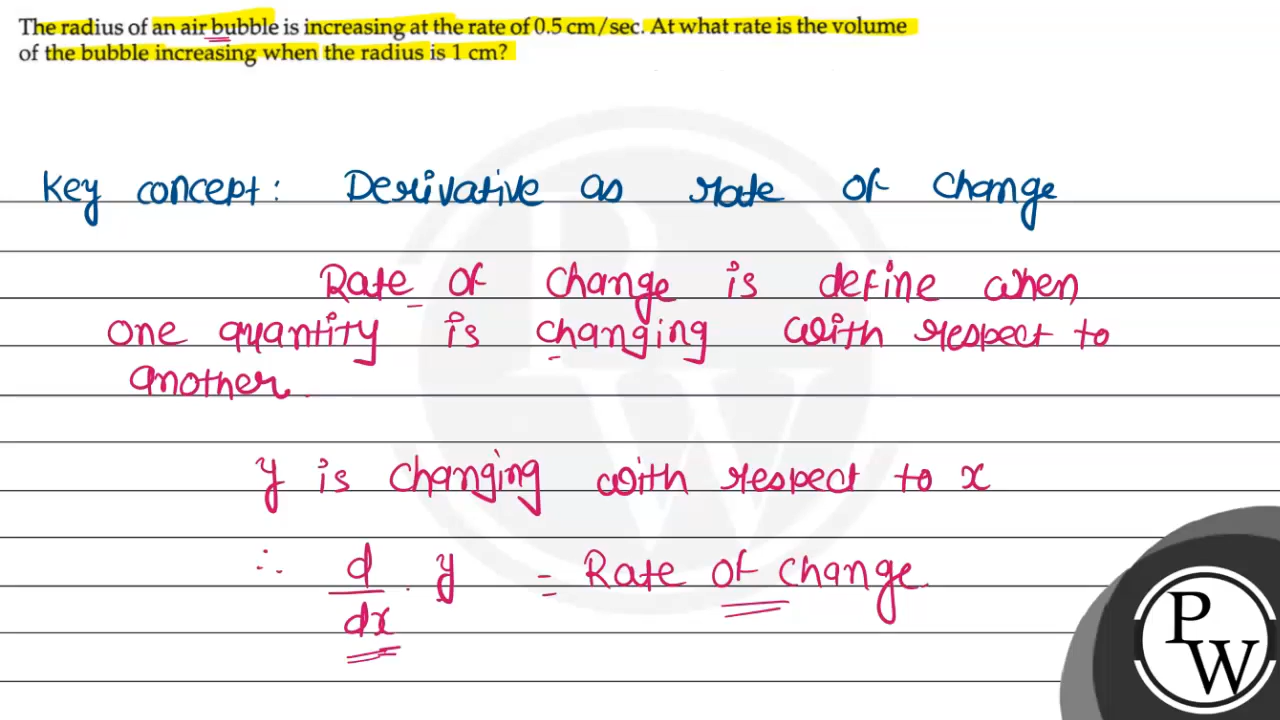 The radius of an air bubble is increasing at the rate of 0.5 cm/sec. At what rate is the volume
of the bubble increasing when the radius is 1 cm?
Key concept: Derivative as rate of change
Rate of change is define when
one quantity is changing with respect to
another.
y is changing with respect to x
∴ d/dx . y = Rate of change.
PW
PW